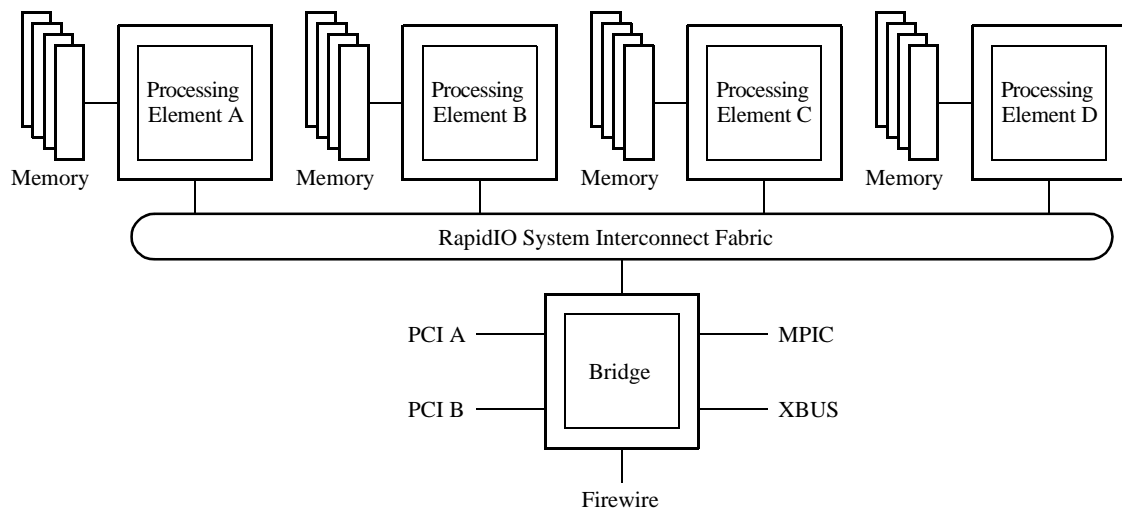 Processing
Element A
Processing
Element B
Processing
Element C
Processing
Element D
Memory
Memory
Memory
Memory
RapidIO System Interconnect Fabric
PCI A
MPIC
Bridge
PCI B
XBUS
Firewire